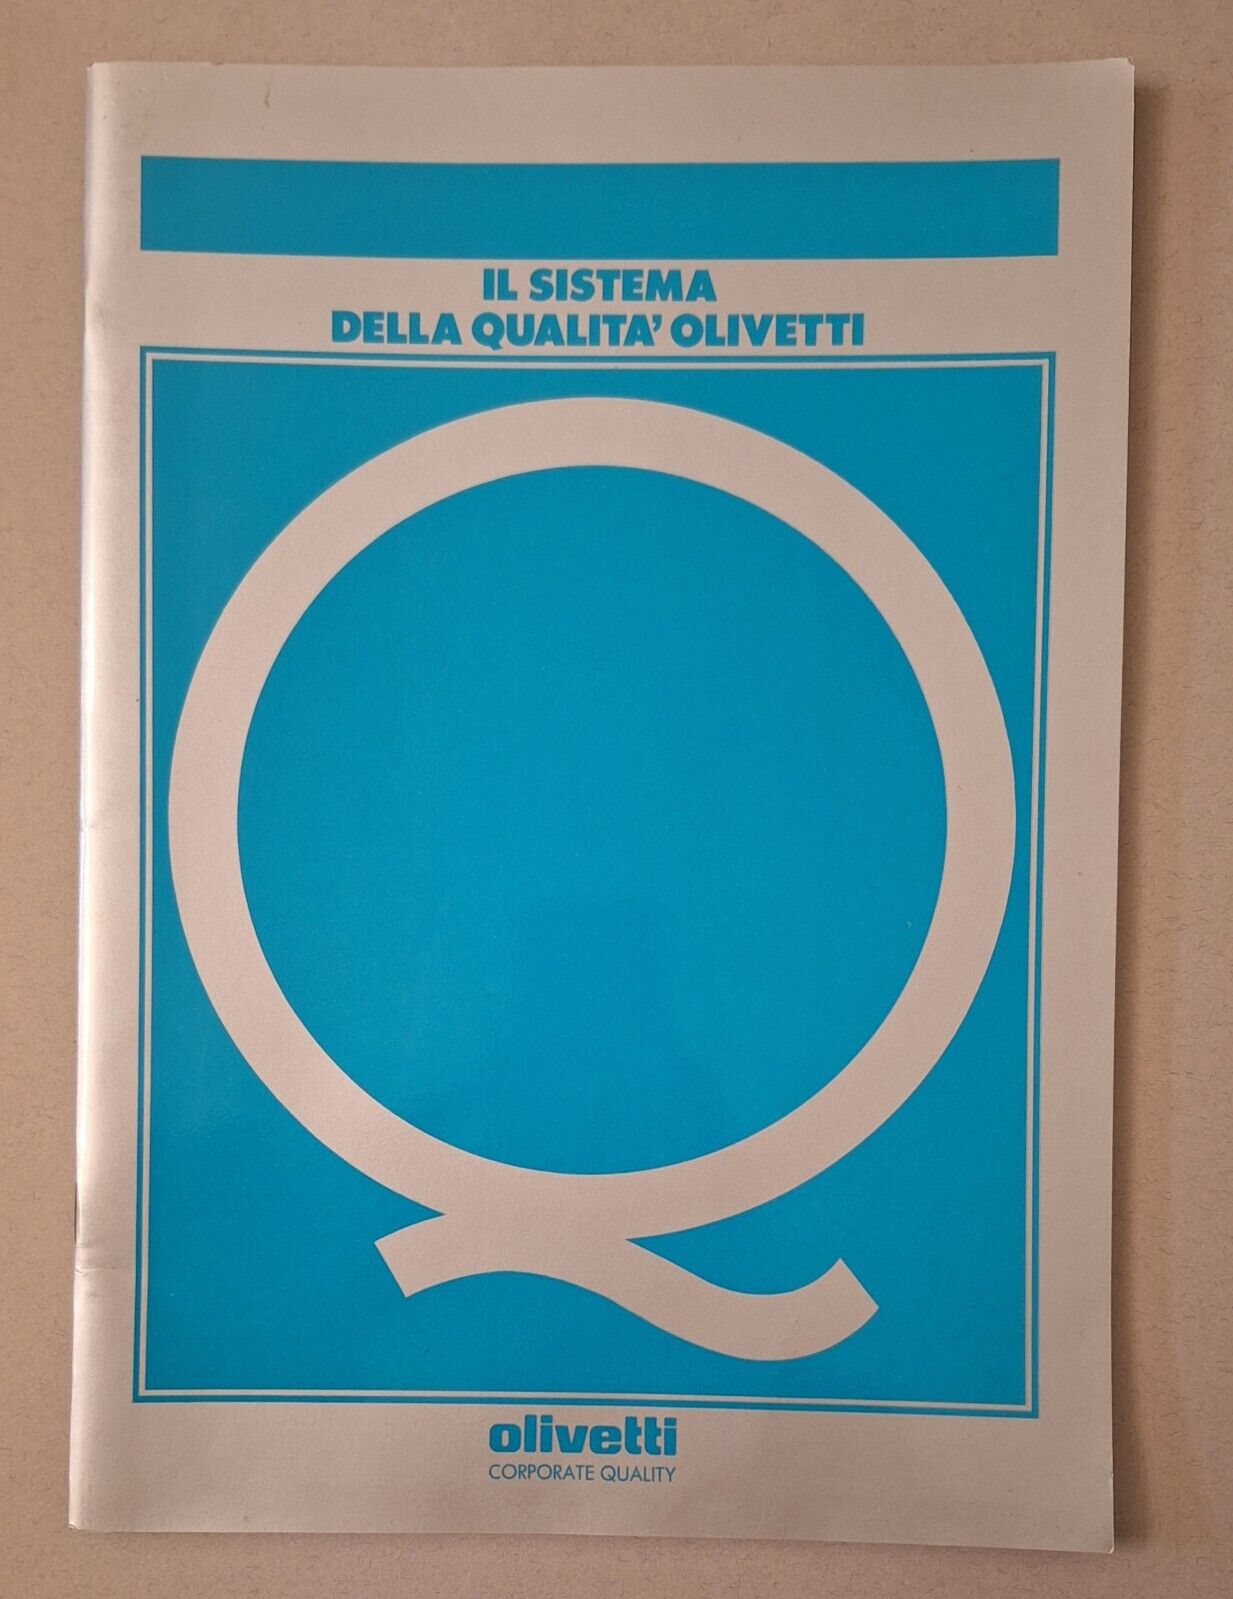 IL SISTEMA
DELLA QUALITA' OLIVETTI
Q
olivetti
CORPORATE QUALITY